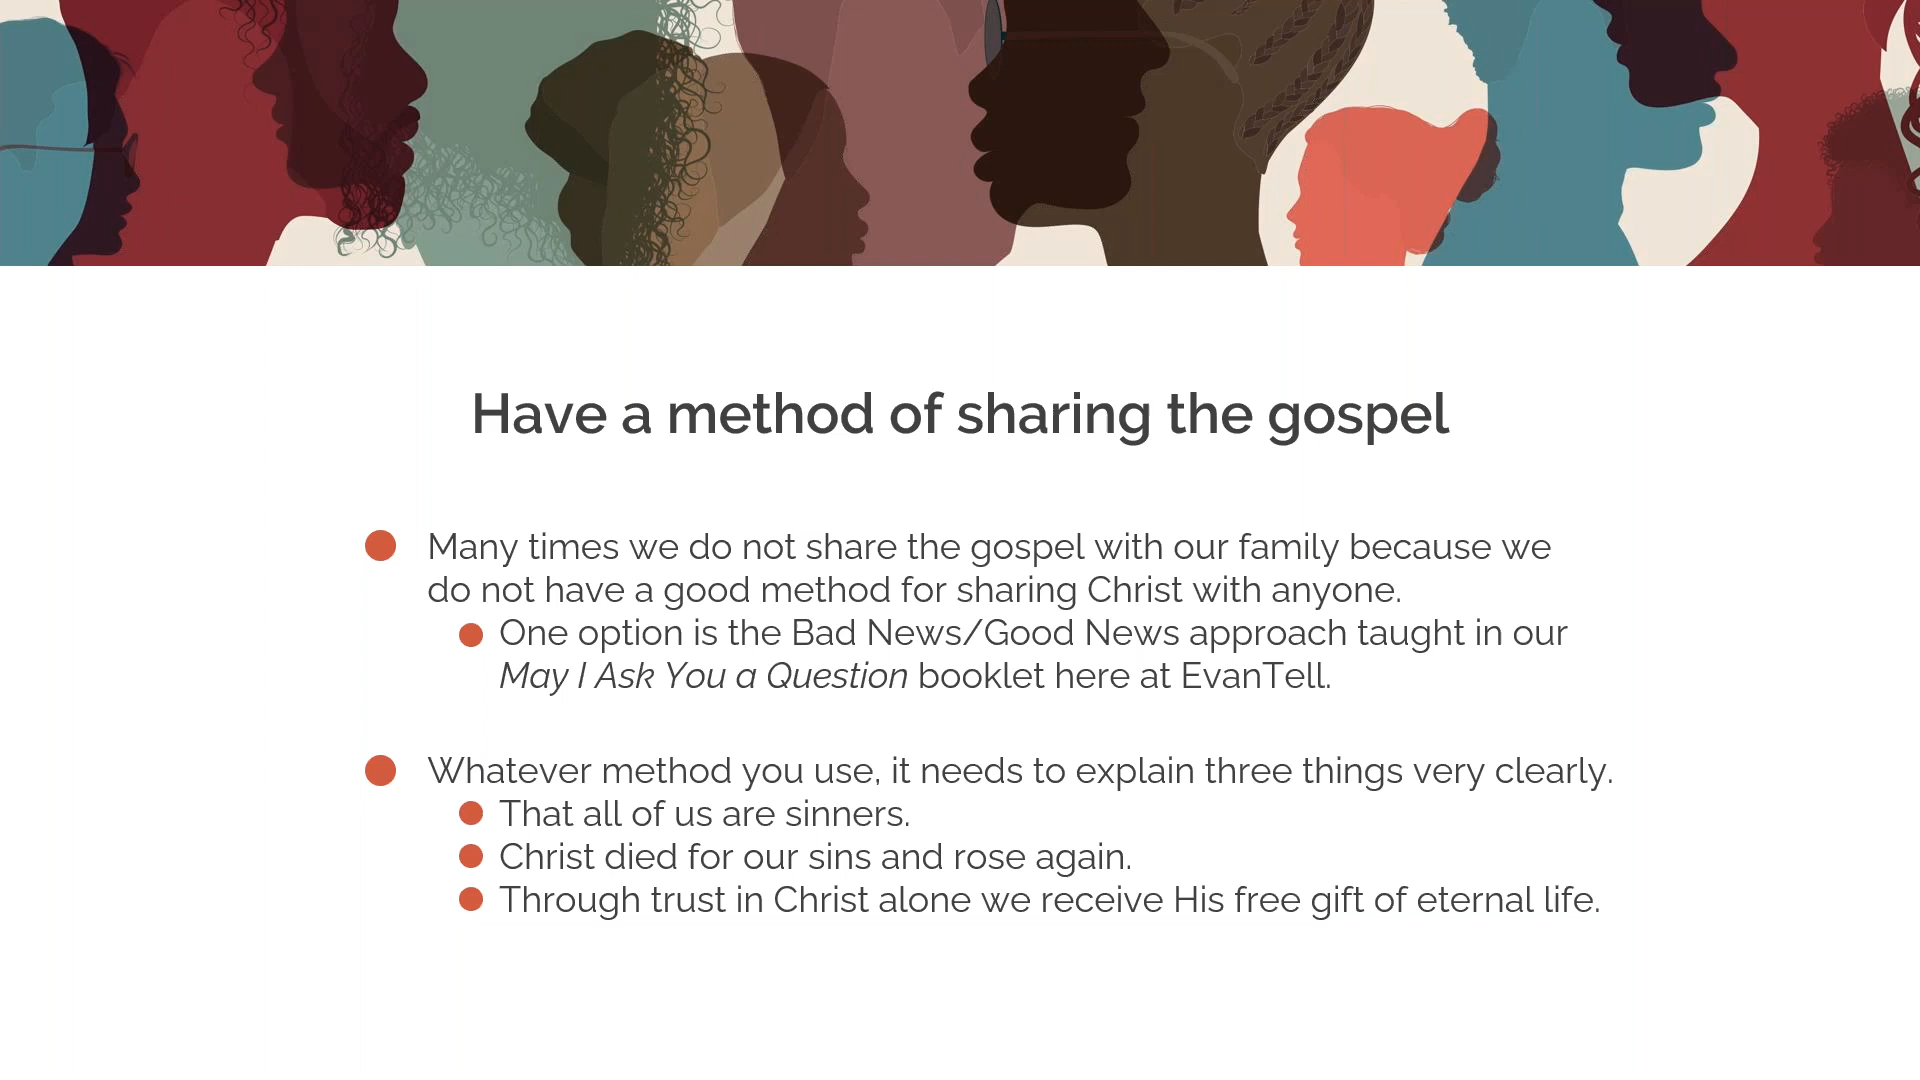 Have a method of sharing the gospel
Many times we do not share the gospel with our family because we
do not have a good method for sharing Christ with anyone.
One option is the Bad News/Good News approach taught in our
May I Ask You a Question booklet here at EvanTell.
Whatever method you use, it needs to explain three things very clearly.
That all of us are sinners.
Christ died for our sins and rose again.
Through trust in Christ alone we receive His free gift of eternal life.